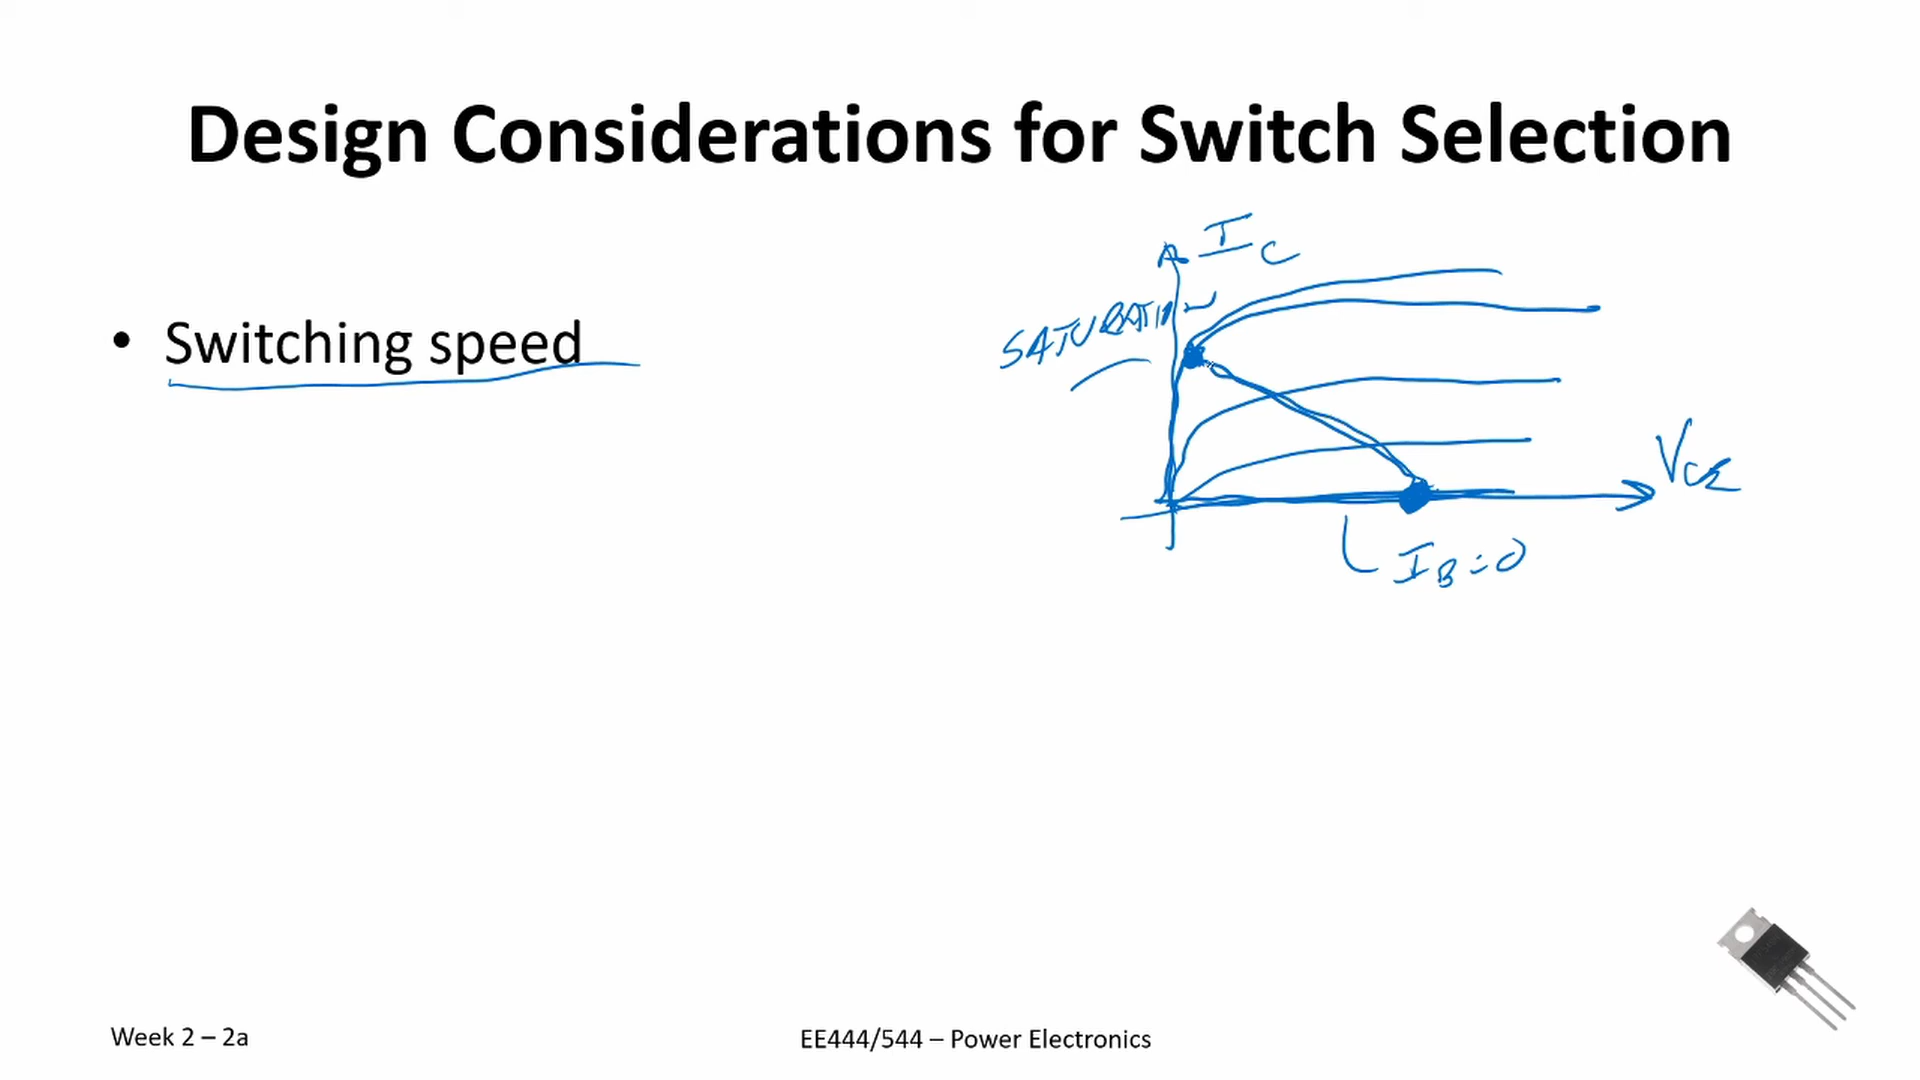 Design Considerations for Switch Selection
• Switching speed
I_C
SATURATION
V_CE
I_B = 0
Week 2 – 2a
EE444/544 – Power Electronics